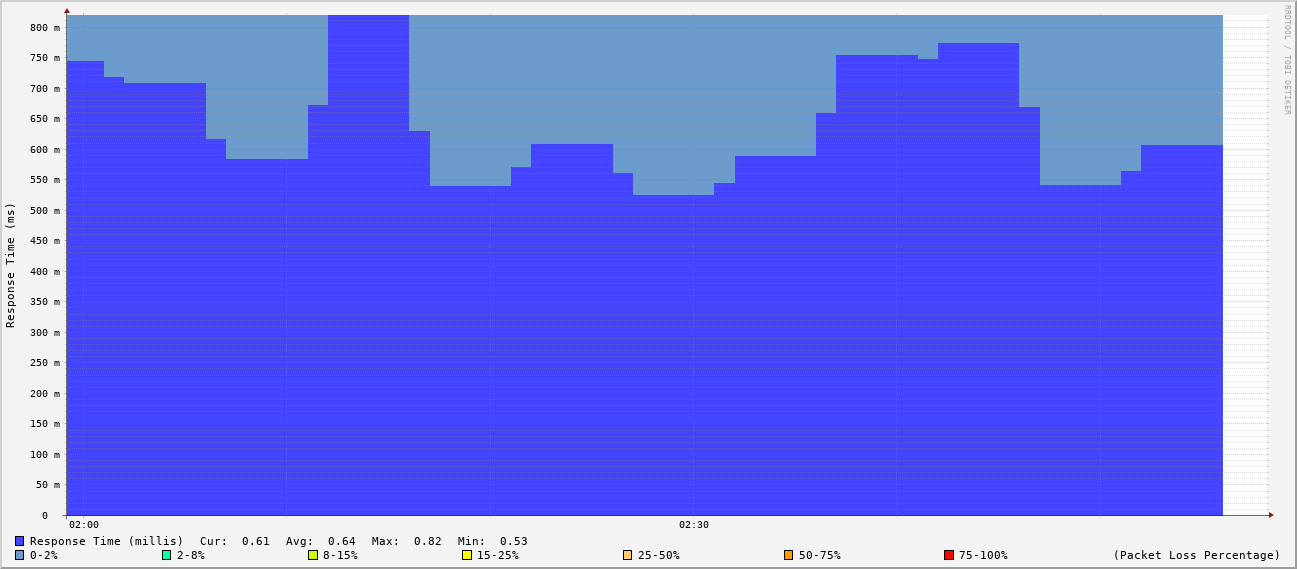 RRDTOOL / TOBI OETIKER
Response Time (ms)
800 m
750 m
700 m
650 m
600 m
550 m
500 m
450 m
400 m
350 m
300 m
250 m
200 m
150 m
100 m
50 m
0
02:00 02:30
Response Time (millis) Cur: 0.61 Avg: 0.64 Max: 0.82 Min: 0.53
0-2% 2-8% 8-15% 15-25% 25-50% 50-75% 75-100% (Packet Loss Percentage)